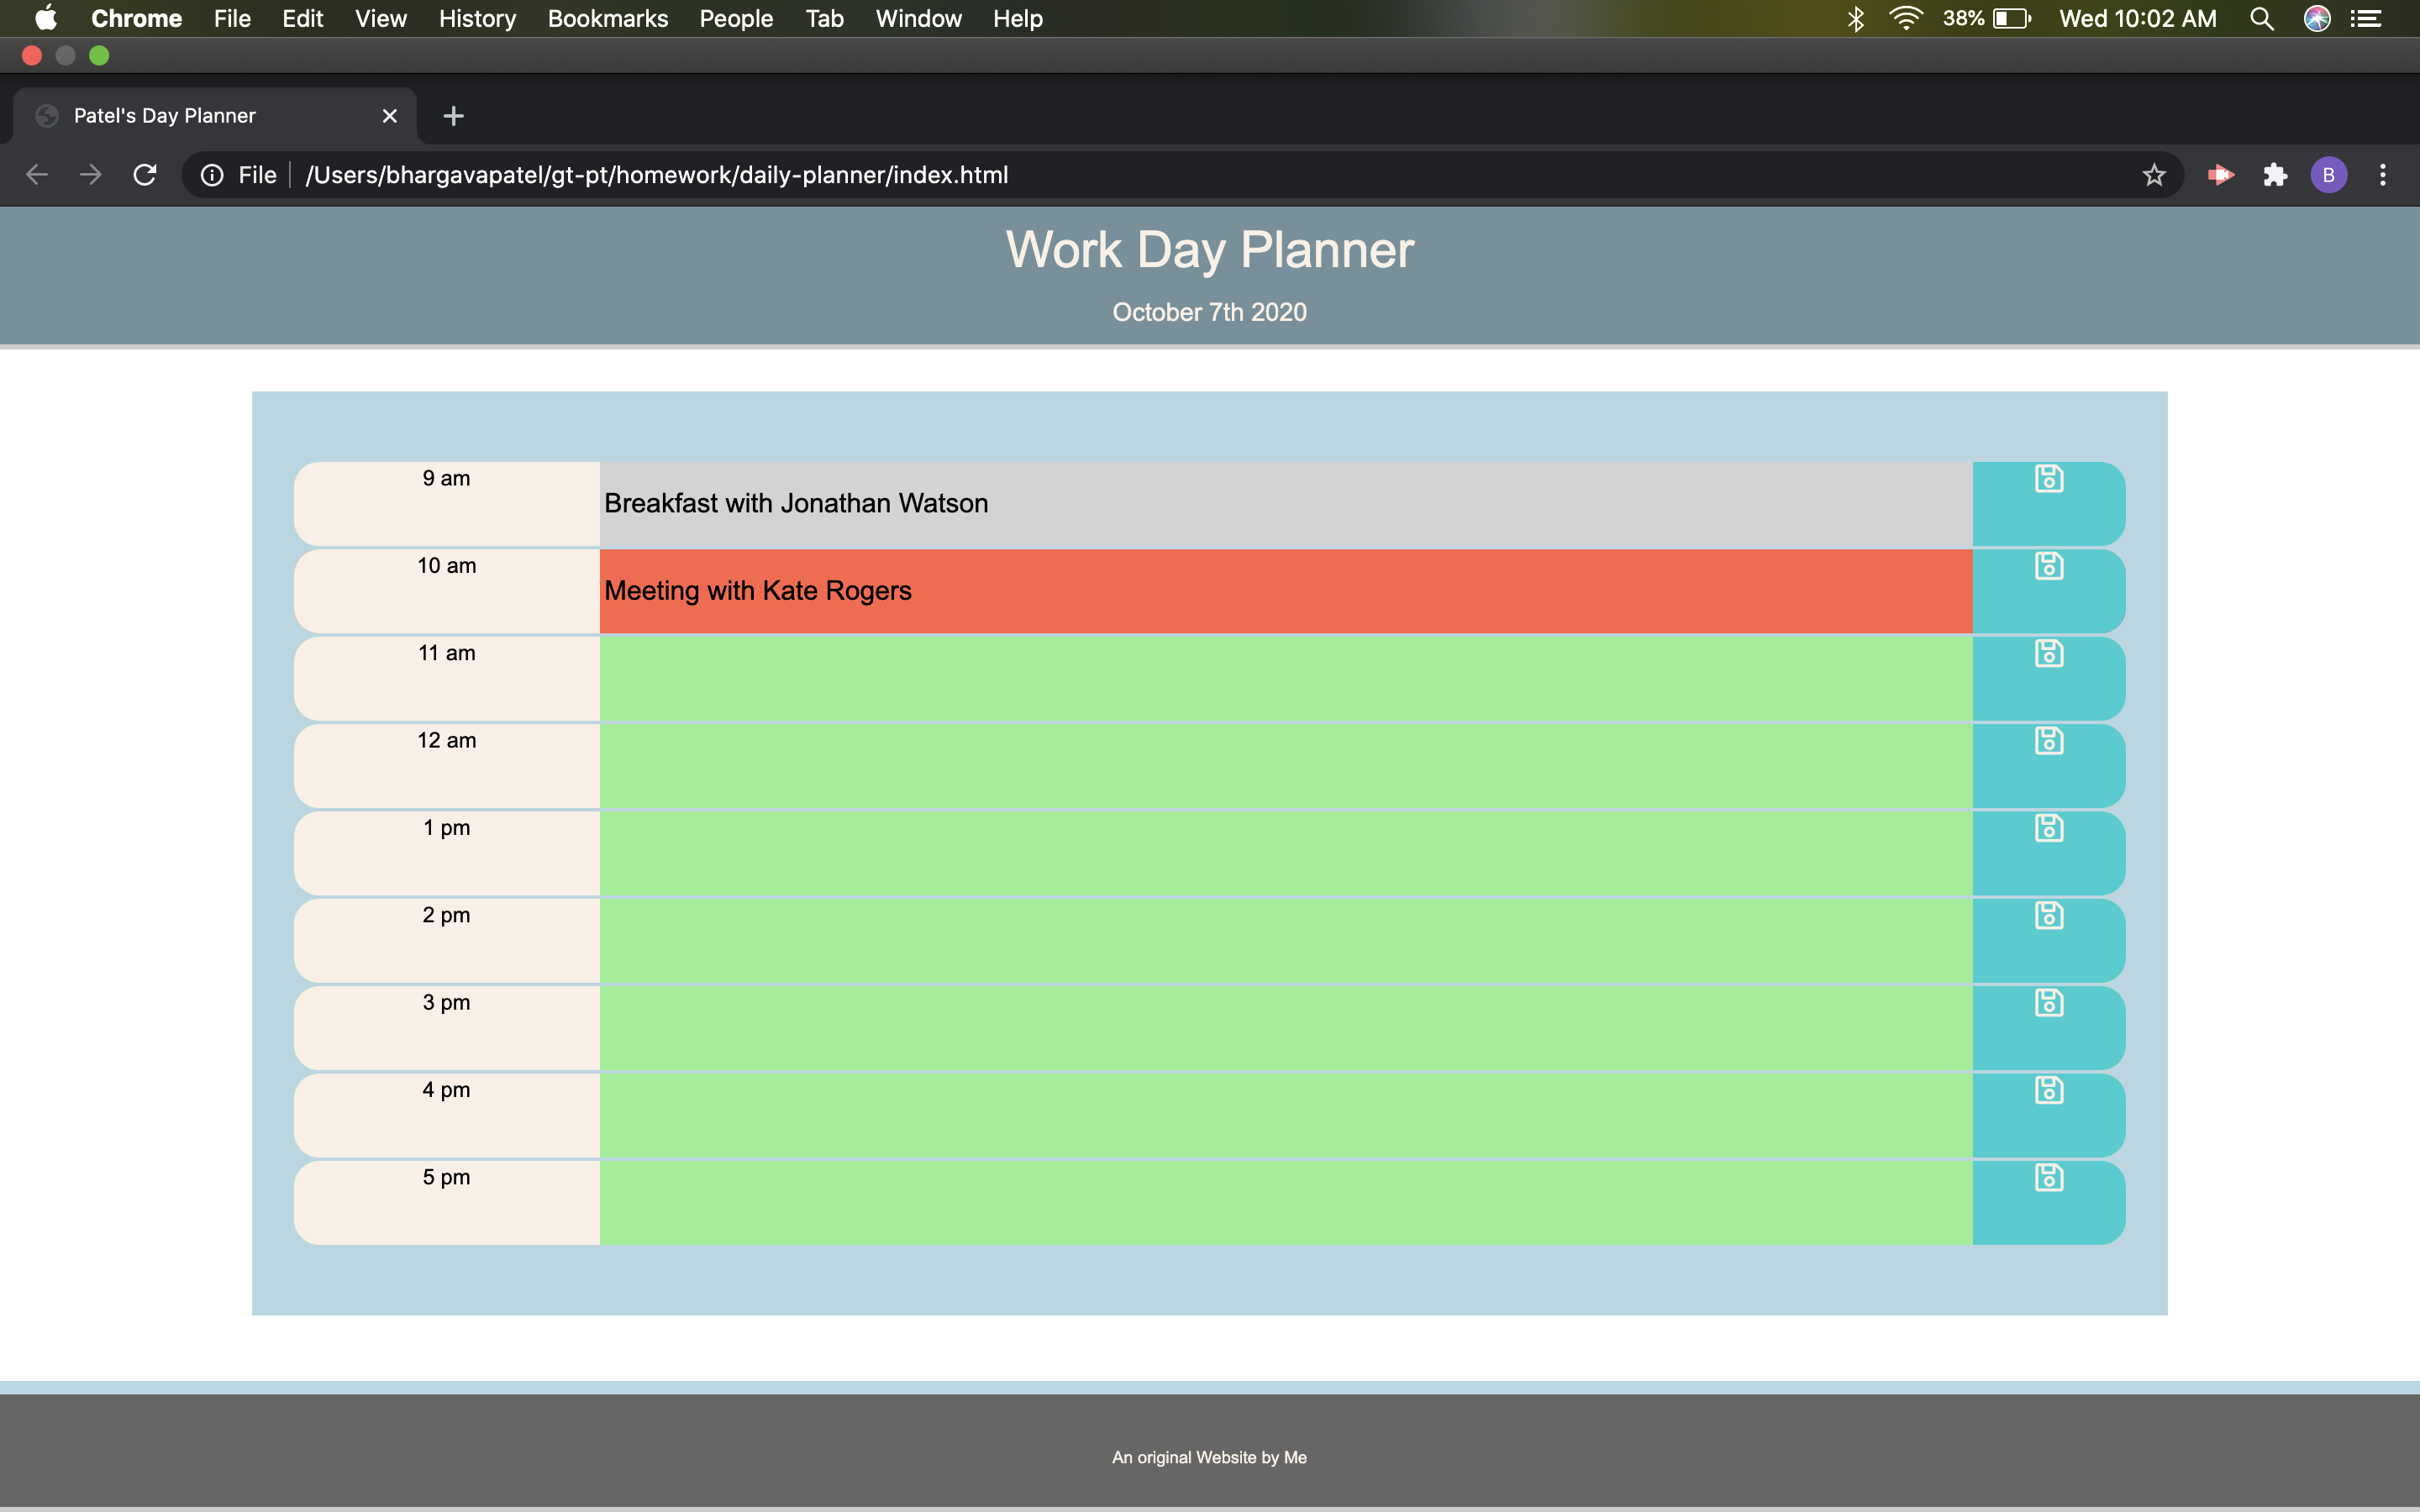 Chrome File Edit View History Bookmarks People Tab Window Help 38% Wed 10:02 AM
Patel's Day Planner
File /Users/bhargavapatel/gt-pt/homework/daily-planner/index.html B
Work Day Planner
October 7th 2020
9 am Breakfast with Jonathan Watson
10 am Meeting with Kate Rogers
11 am
12 am
1 pm
2 pm
3 pm
4 pm
5 pm
An original Website by Me